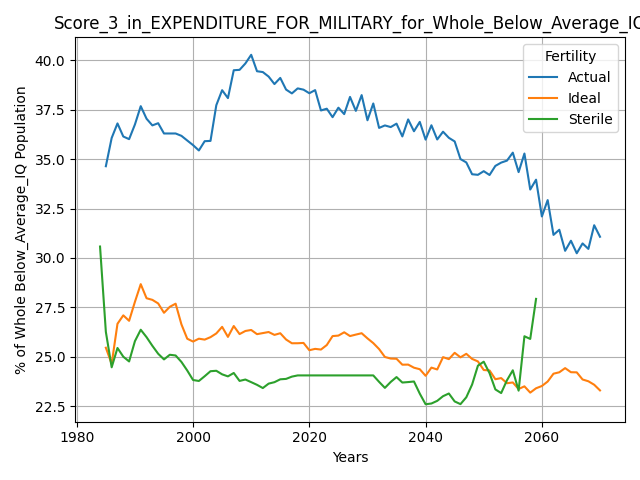 Score_3_in_EXPENDITURE_FOR_MILITARY_for_Whole_Below_Average_IQ
Fertility
Actual
Ideal
Sterile
% of Whole Below_Average_IQ Population
40.0
37.5
35.0
32.5
30.0
27.5
25.0
22.5
1980 2000 2020 2040 2060
Years